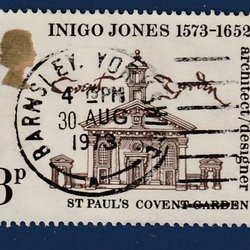 INIGO JONES 1573-1652
architect/designer
BARNSLEY, YO
4 PM
30 AUG
1973
A
3P
ST PAUL'S COVENT GARDEN